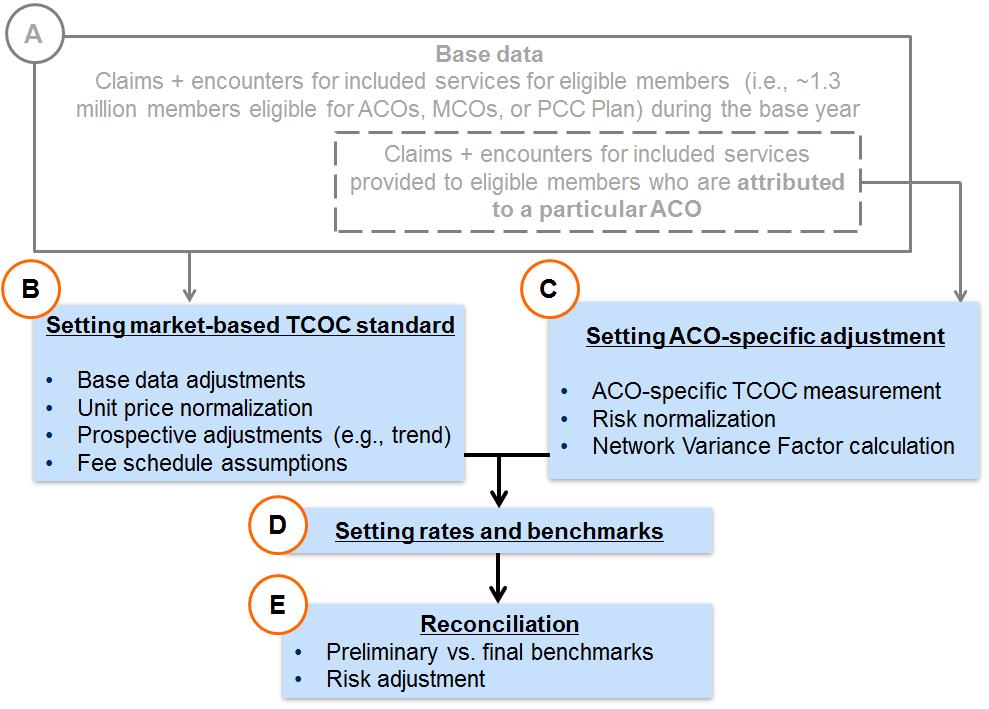 A
Base data
Claims + encounters for included services for eligible members (i.e., ~1.3
million members eligible for ACOs, MCOs, or PCC Plan) during the base year
Claims + encounters for included services
provided to eligible members who are attributed
to a particular ACO
B
Setting market-based TCOC standard
• Base data adjustments
• Unit price normalization
• Prospective adjustments (e.g., trend)
• Fee schedule assumptions
C
Setting ACO-specific adjustment
• ACO-specific TCOC measurement
• Risk normalization
• Network Variance Factor calculation
D
Setting rates and benchmarks
E
Reconciliation
• Preliminary vs. final benchmarks
• Risk adjustment